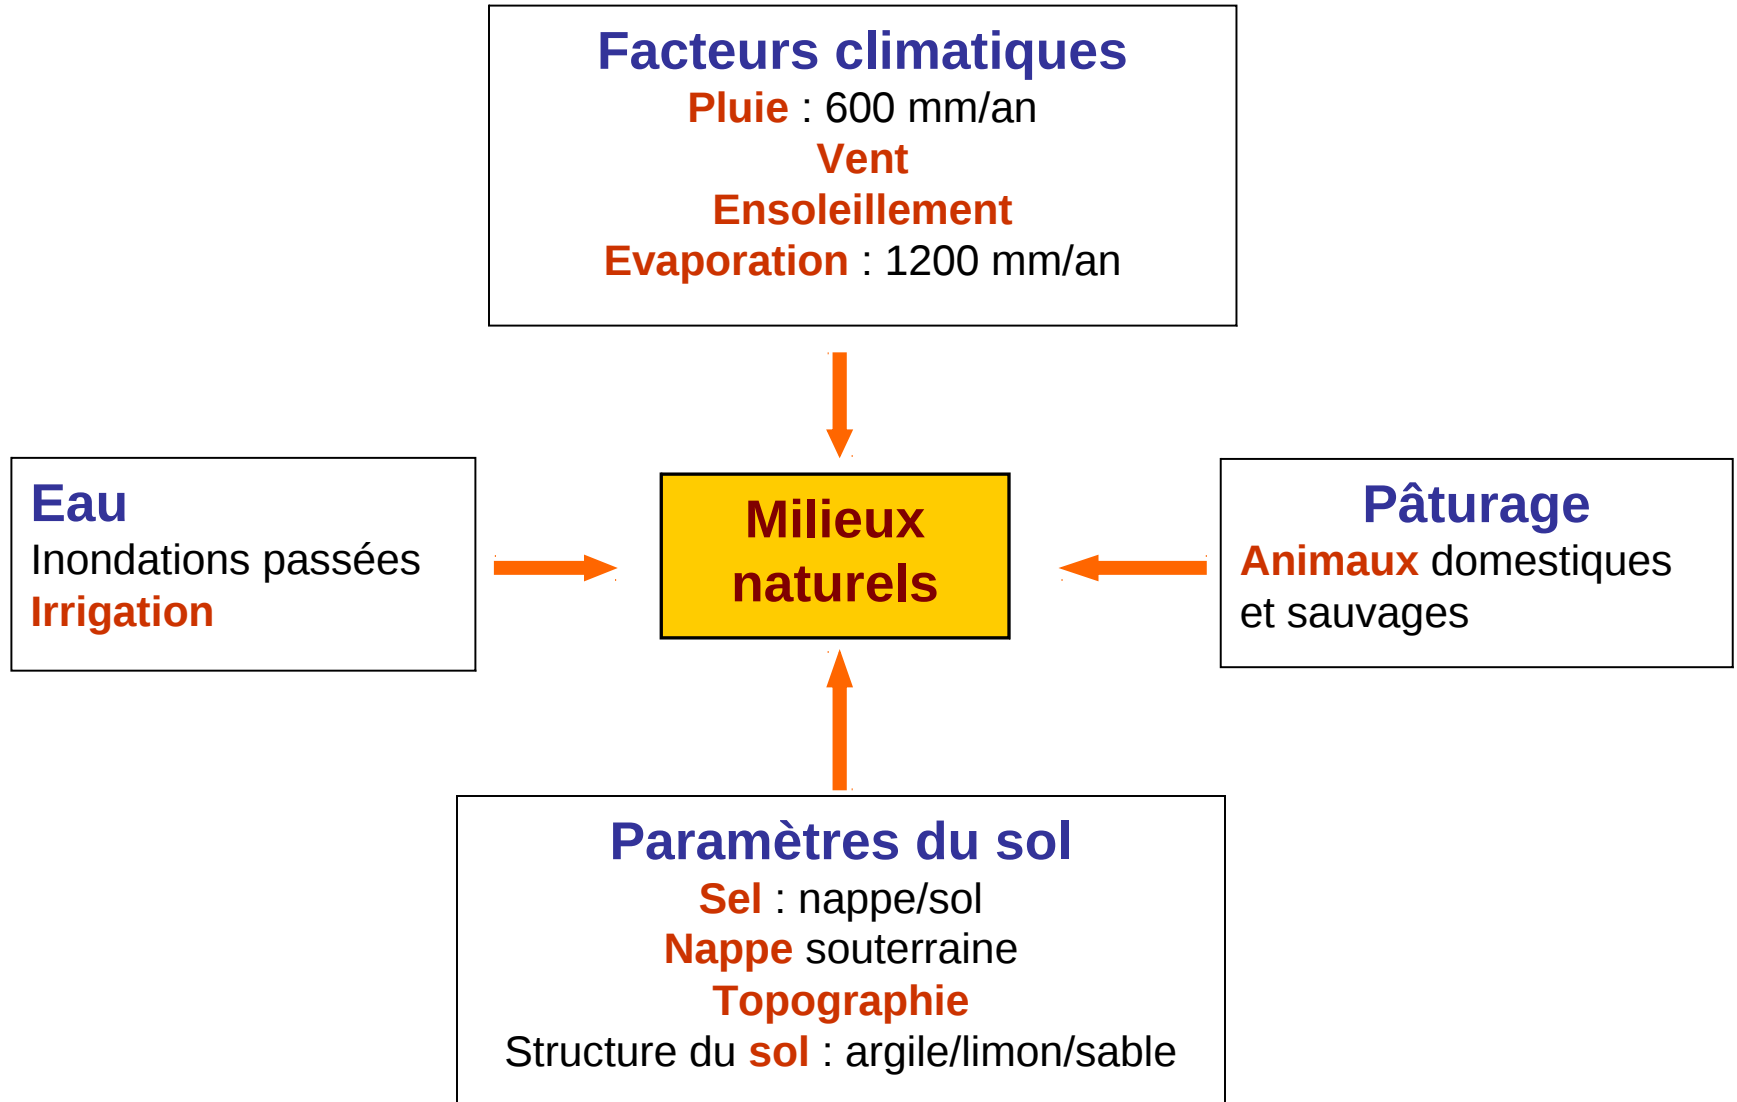 Facteurs climatiques
Pluie : 600 mm/an
Vent
Ensoleillement
Evaporation : 1200 mm/an
Eau
Inondations passées
Irrigation
Milieux
naturels
Pâturage
Animaux domestiques
et sauvages
Paramètres du sol
Sel : nappe/sol
Nappe souterraine
Topographie
Structure du sol : argile/limon/sable